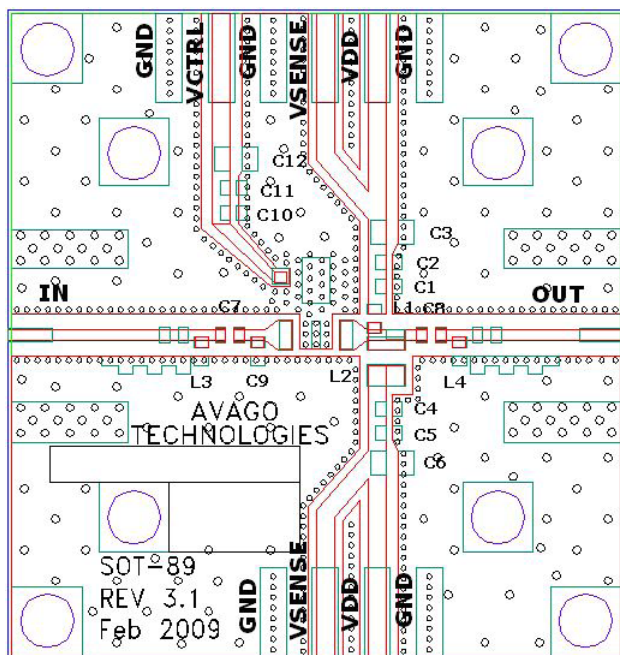 GND
VCTRL
GND
VSENSE
VDD
GND
C12
C11
C10
C3
C2
C1
IN
OUT
C7
L1
C8
L3
C9
L2
L4
AVAGO
TECHNOLOGIES
C4
C5
C6
SOT-89
REV 3.1
Feb 2009
GND
VSENSE
VDD
GND